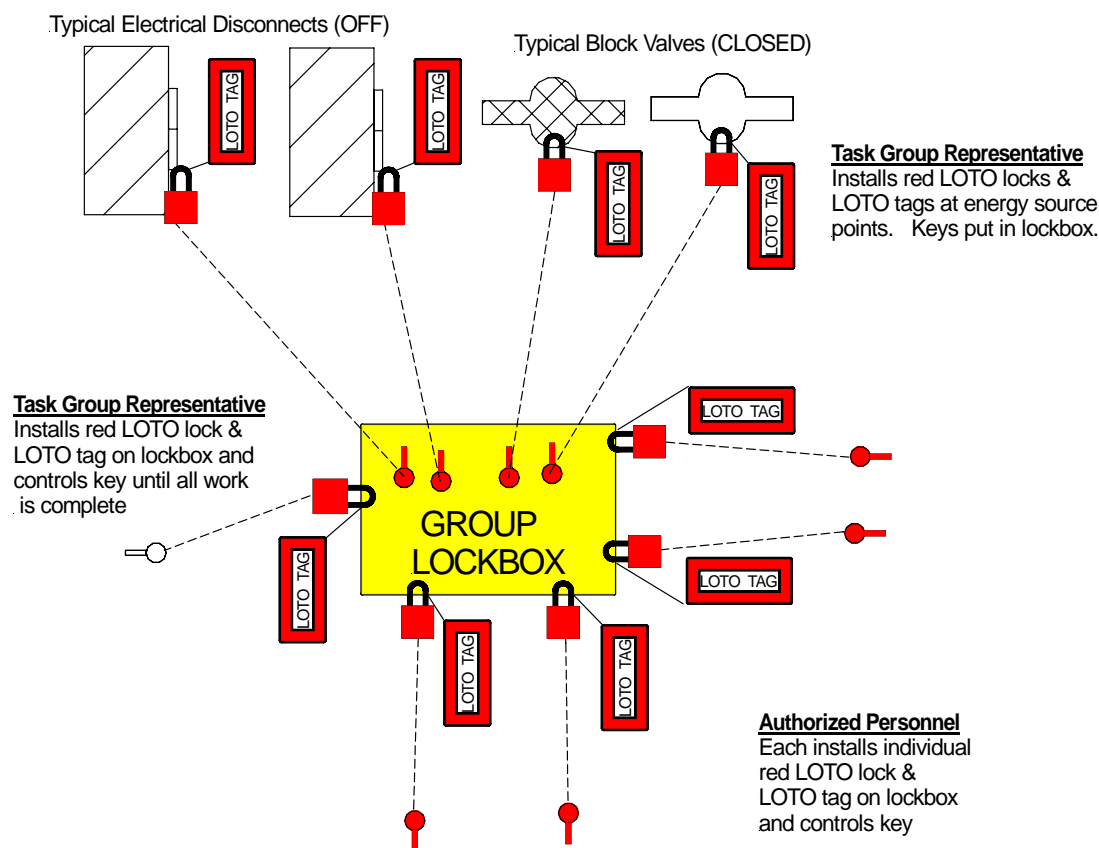 Typical Electrical Disconnects (OFF)
Typical Block Valves (CLOSED)
LOTO TAG
LOTO TAG
LOTO TAG
LOTO TAG
Task Group Representative
Installs red LOTO locks &
LOTO tags at energy source
points. Keys put in lockbox.
Task Group Representative
Installs red LOTO lock &
LOTO tag on lockbox and
controls key until all work
is complete
LOTO TAG
GROUP
LOCKBOX
LOTO TAG
LOTO TAG
LOTO TAG
LOTO TAG
Authorized Personnel
Each installs individual
red LOTO lock &
LOTO tag on lockbox
and controls key